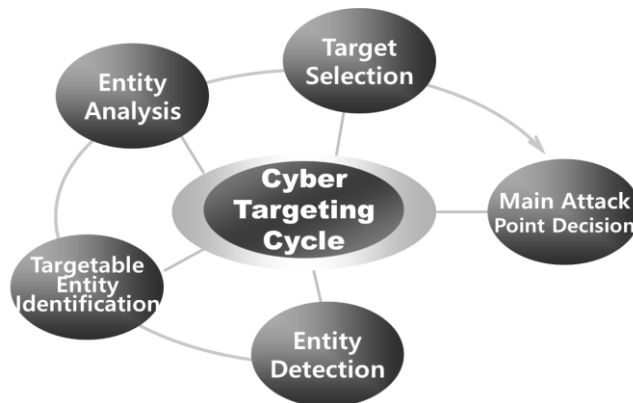 Target
Selection
Entity
Analysis
Cyber
Targeting
Cycle
Main Attack
Point Decision
Targetable
Entity
Identification
Entity
Detection